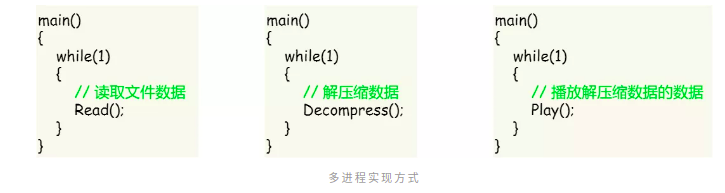 main()
{
while(1)
{
// 读取文件数据
Read();
}
}
main()
{
while(1)
{
// 解压缩数据
Decompress();
}
}
main()
{
while(1)
{
// 播放解压缩数据的数据
Play();
}
}
多进程实现方式